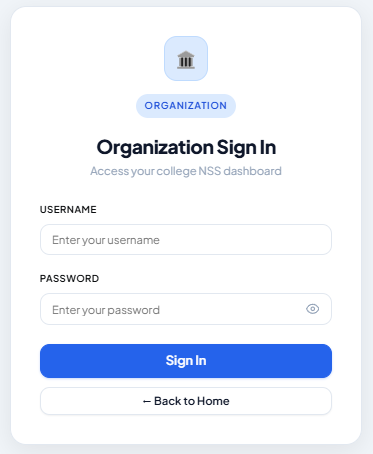 ORGANIZATION
Organization Sign In
Access your college NSS dashboard
USERNAME
Enter your username
PASSWORD
Enter your password
Sign In
← Back to Home